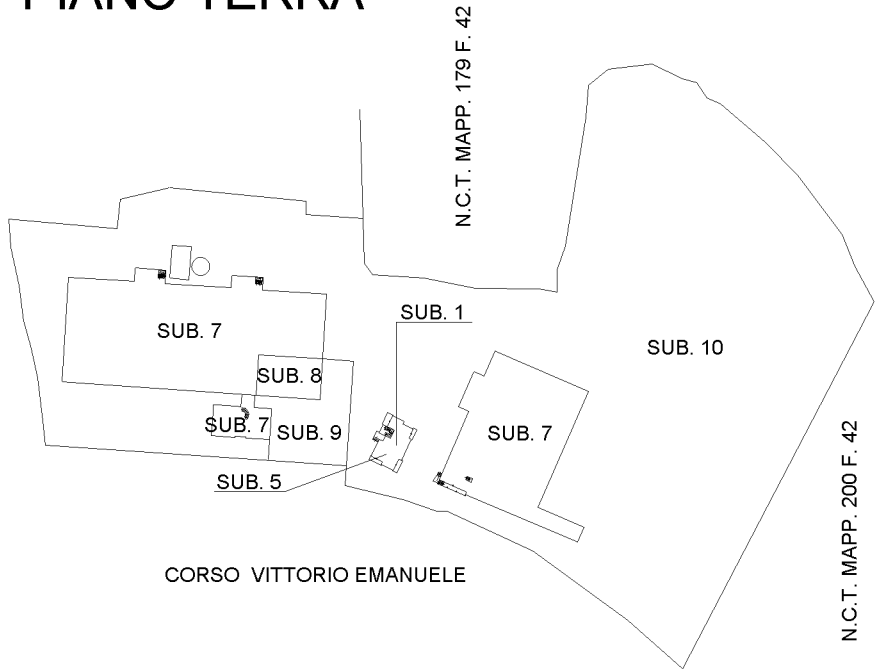 PIANO TERRA
N.C.T. MAPP. 179 F. 42
SUB. 1
SUB. 7
SUB. 10
SUB. 8
SUB. 7
SUB. 9
SUB. 7
SUB. 5
N.C.T. MAPP. 200 F. 42
CORSO VITTORIO EMANUELE